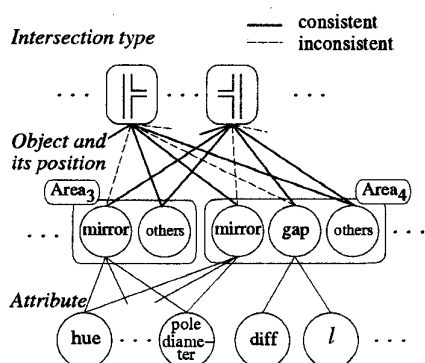 consistent
inconsistent
Intersection type
. . . . . . . . .
Object and
its position
Area3
Area4
. . . mirror others mirror gap others . . .
Attribute
hue . . . pole
diame-
ter diff l . . .